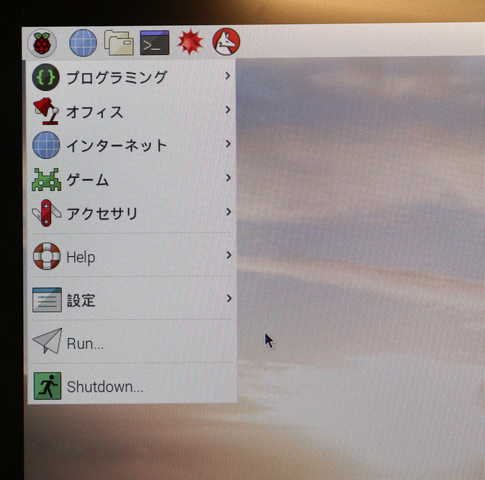 プログラミング
オフィス
インターネット
ゲーム
アクセサリ
Help
設定
Run...
Shutdown...